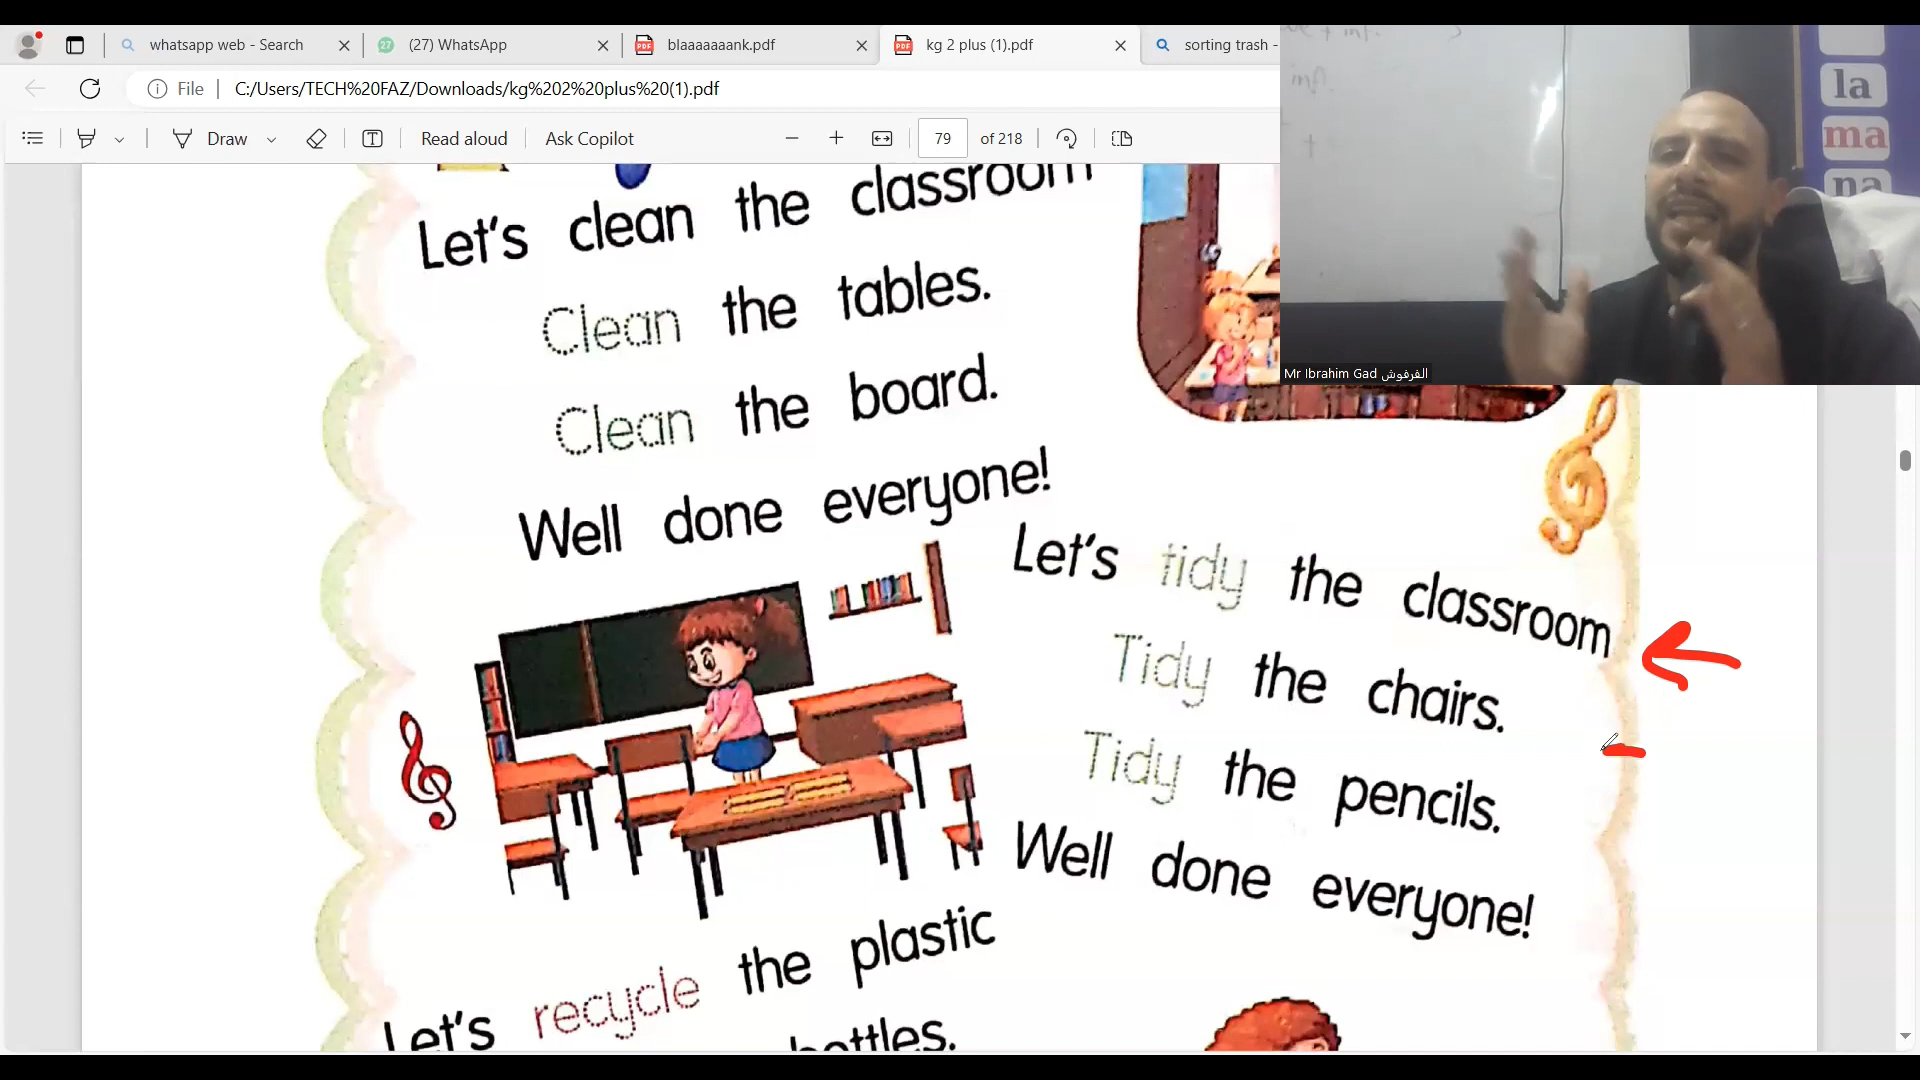 whatsapp web - Search
(27) WhatsApp
blaaaaaaank.pdf
kg 2 plus (1).pdf
sorting trash -
File
C:/Users/TECH%20FAZ/Downloads/kg%202%20plus%20(1).pdf
Draw
Read aloud
Ask Copilot
79
of 218
la
ma
na
Mr Ibrahim Gad الفرفوش
Let's clean the classroom
Clean the tables.
Clean the board.
Well done everyone!
Let's tidy the classroom
Tidy the chairs.
Tidy the pencils.
Well done everyone!
Let's recycle the plastic
bottles.